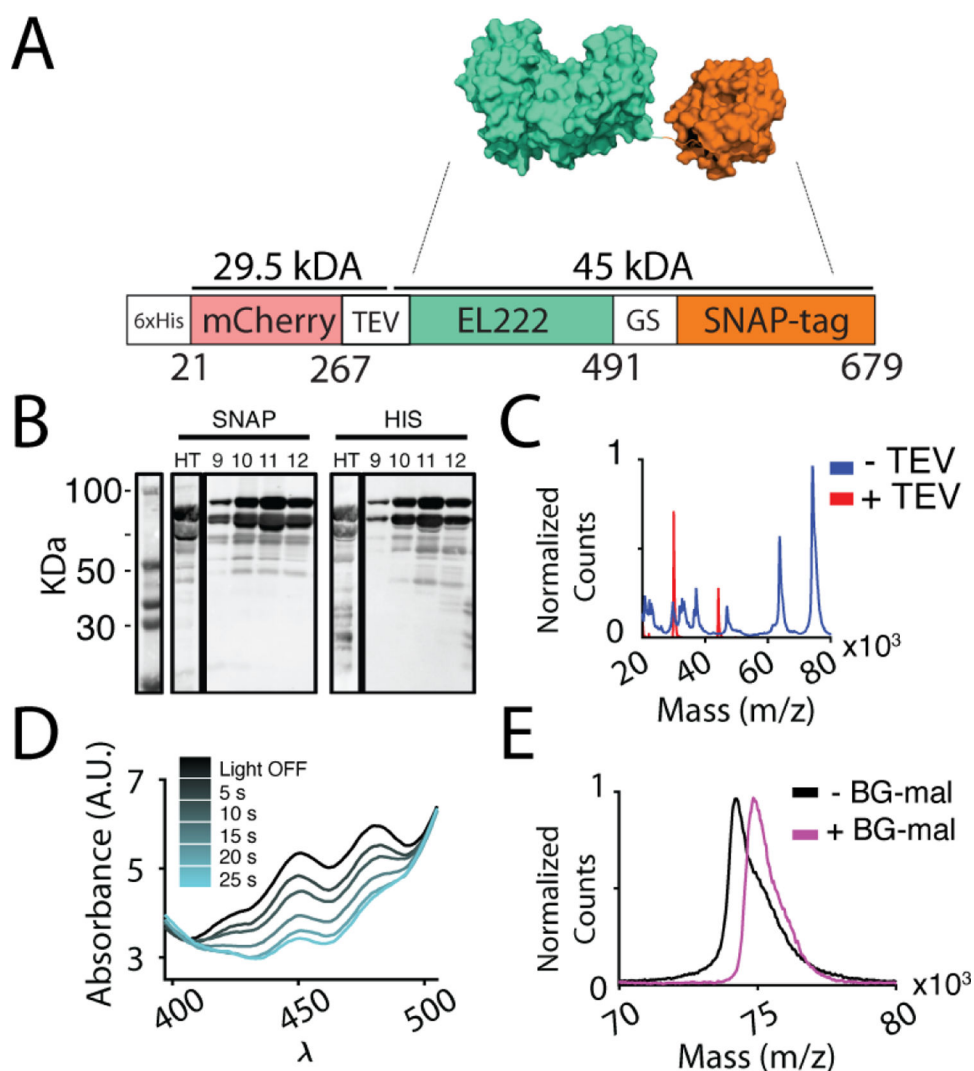 A
29.5 kDA
45 kDA
6xHis
mCherry
TEV
EL222
GS
SNAP-tag
21
267
491
679
B
SNAP
HIS
HT 9 10 11 12
HT 9 10 11 12
100-
50
30
KDa
C
1
- TEV
+ TEV
Normalized
Counts
0
20
40
60
80
x10³
Mass (m/z)
D
Absorbance (A.U.)
7
5
3
Light OFF
5 s
10 s
15 s
20 s
25 s
400
450
500
λ
E
1
- BG-mal
+ BG-mal
Normalized
Counts
0
70
75
80
x10³
Mass (m/z)